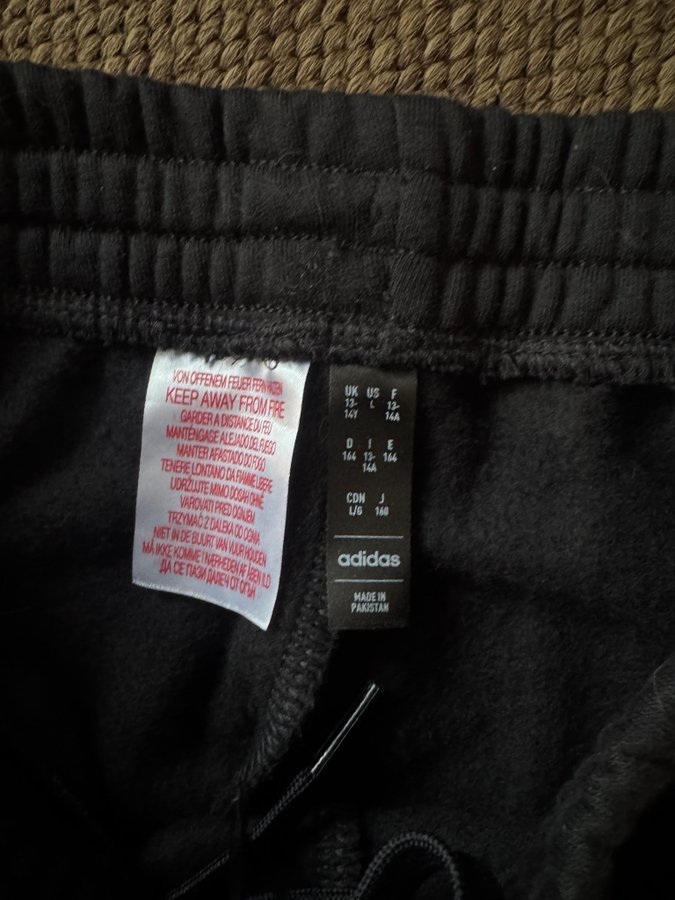 VON OFFENEM FEUER FERNHALTEN
KEEP AWAY FROM FIRE
GARDER A DISTANCE DU FEU
MANTÉNGASE ALEJADO DEL FUEGO
MANTER AFASTADO DO FOGO
TENERE LONTANO DA FIAMME LIBERE
UDRŽUJTE MIMO DOSAH OHNĚ
VAROVATI PRED OGNJEM
TRZYMAĆ Z DALEKA OD OGNIA
NIET IN DE BUURT VAN VUUR HOUDEN
MÅ IKKE KOMME I NÆRHEDEN AF ÅBEN ILD
ДА СЕ ПАЗИ ДАЛЕЧ ОТ ОГЪН
UK US F
13- L 13-
14Y 14A
D I E
164 13- 164
14A
CDN J
L/G 160
adidas
MADE IN
PAKISTAN